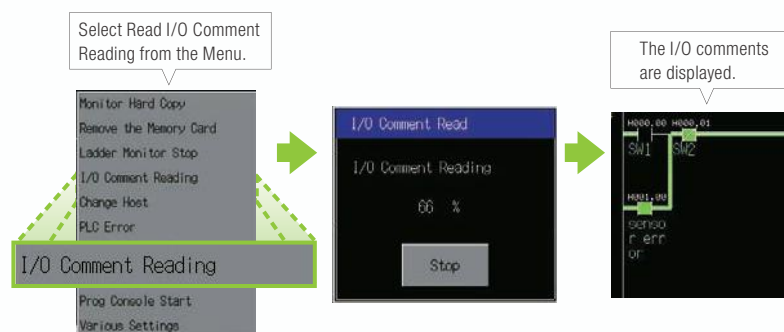 Select Read I/O Comment
Reading from the Menu.
Monitor Hard Copy
Remove the Memory Card
Ladder Monitor Stop
I/O Comment Reading
Change Host
PLC Error
I/O Comment Reading
Prog Console Start
Various Settings
I/O Comment Read
I/O Comment Reading
66 %
Stop
The I/O comments
are displayed.
H000.00 H000.01
SW1 SW2
H001.00
senso
r err
or